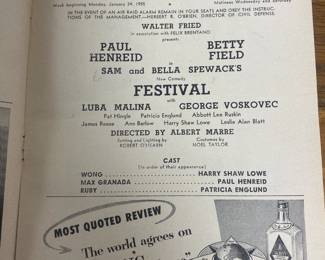 Week beginning Monday, January 24, 1955 Matinees Wednesday and Saturday
IN THE EVENT OF AN AIR RAID ALARM REMAIN IN YOUR SEATS AND OBEY THE INSTRUC-
TIONS OF THE MANAGEMENT.—HERBERT R. O'BRIEN, DIRECTOR OF CIVIL DEFENSE.
WALTER FRIED
in association with FELIX BRENTANO
presents
PAUL HENREID
BETTY FIELD
in
SAM and BELLA SPEWACK'S
New Comedy
FESTIVAL
with
LUBA MALINA GEORGE VOSKOVEC
Pat Hingle Patricia Englund Abbott Lee Ruskin
James Reese Ann Barlow Harry Shaw Lowe Leslie Alan Blatt
DIRECTED BY ALBERT MARRE
Setting and Lighting by Costumes by
ROBERT O'HEARN NOEL TAYLOR
CAST
(In order of their appearance)
WONG HARRY SHAW LOWE
MAX GRANADA PAUL HENREID
RUBY PATRICIA ENGLUND
MOST QUOTED REVIEW
The world agrees on